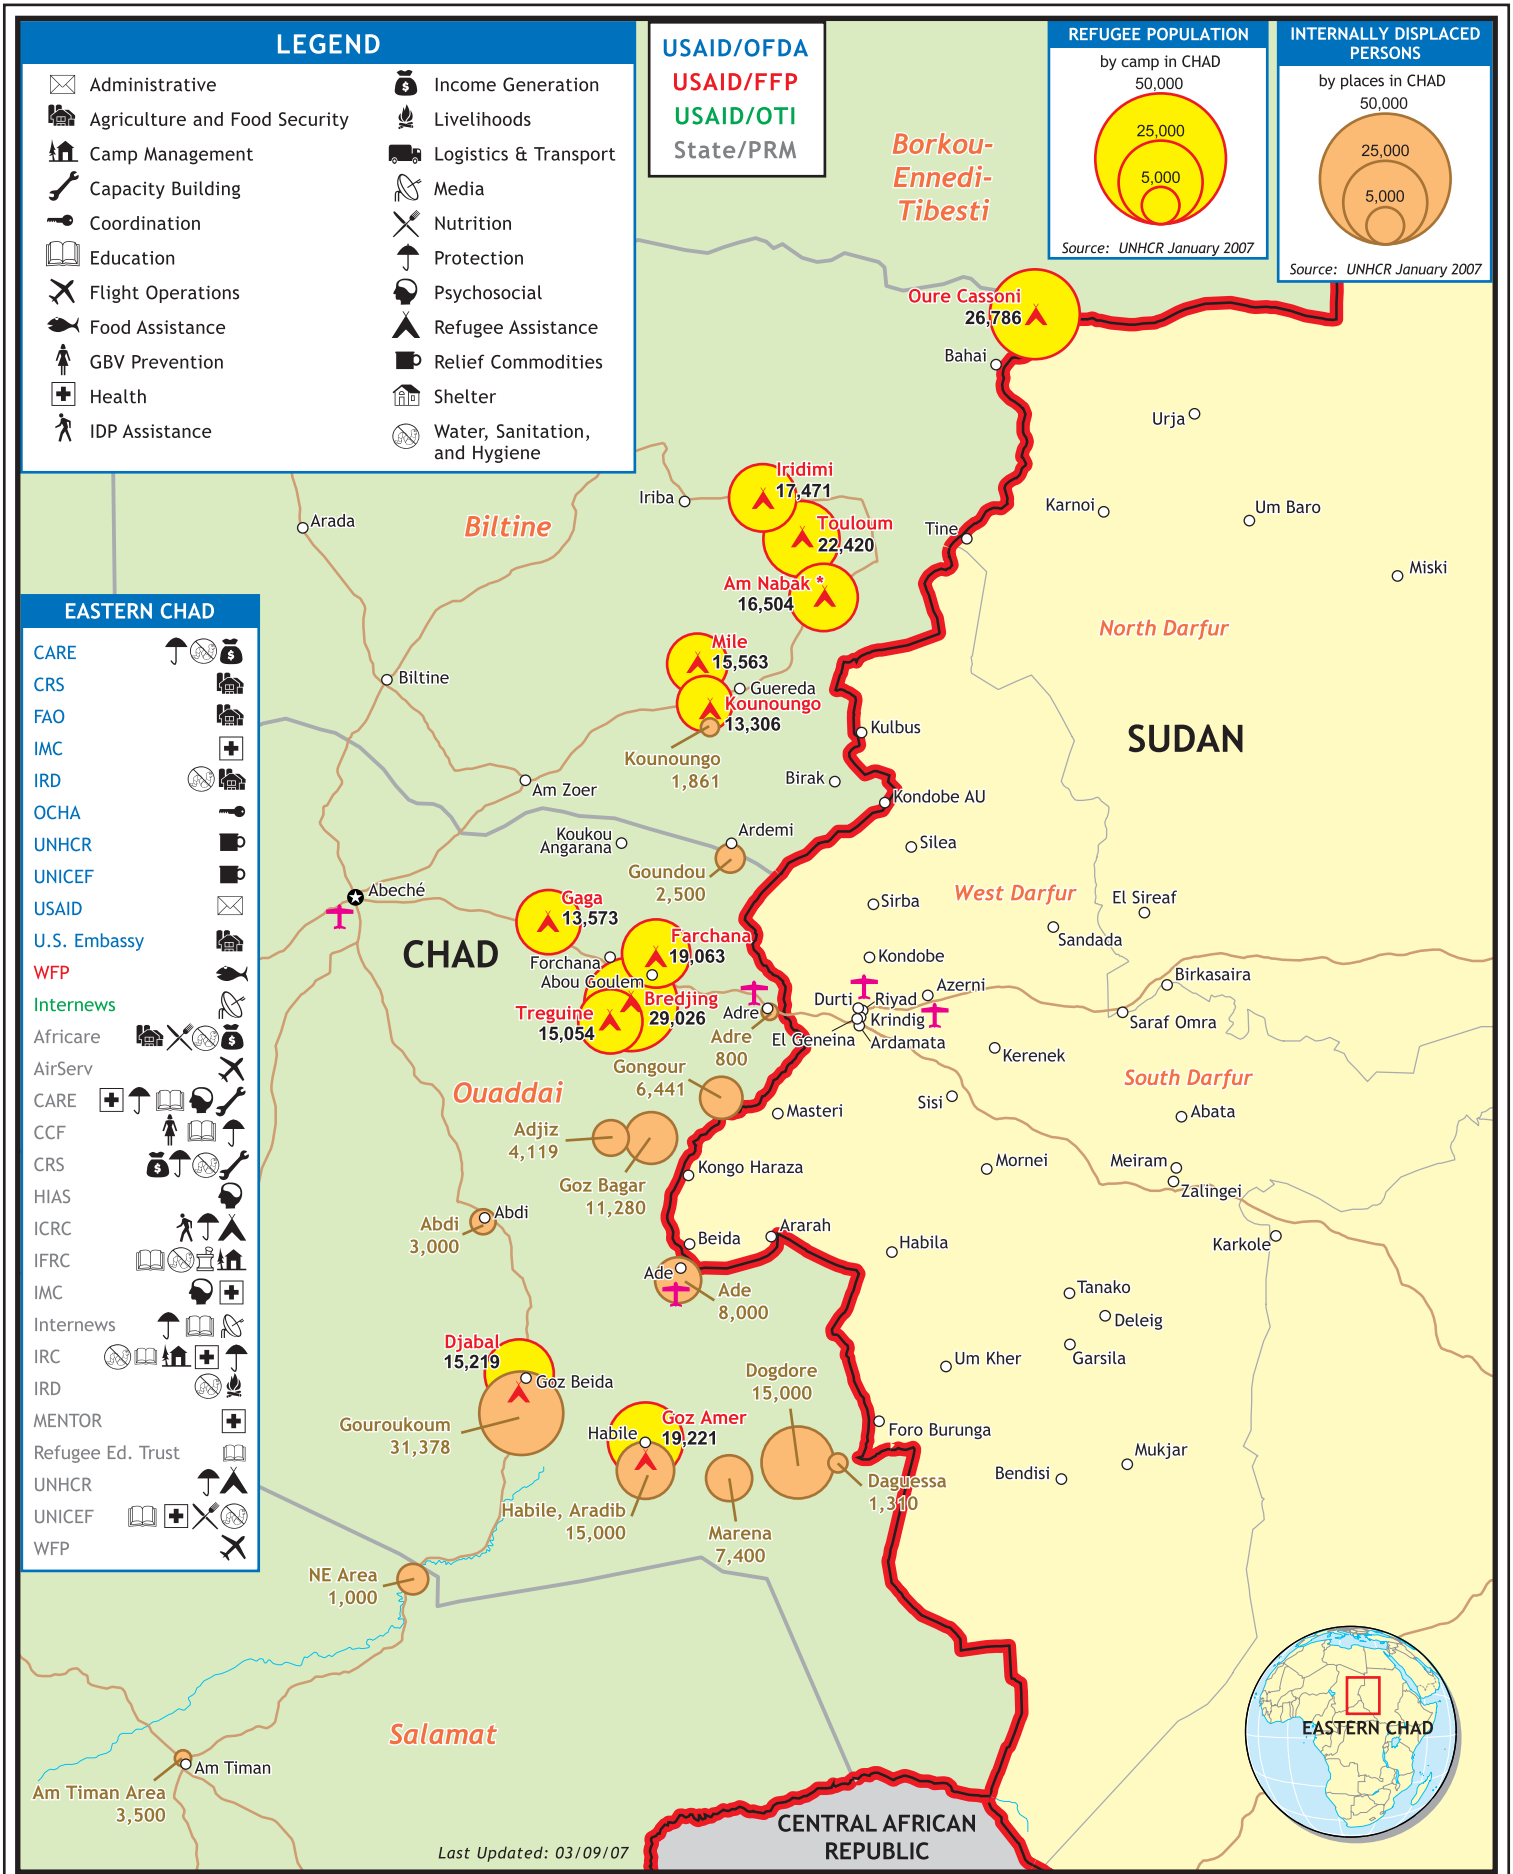 LEGEND
Administrative
Agriculture and Food Security
Camp Management
Capacity Building
Coordination
Education
Flight Operations
Food Assistance
GBV Prevention
Health
IDP Assistance
Income Generation
Livelihoods
Logistics & Transport
Media
Nutrition
Protection
Psychosocial
Refugee Assistance
Relief Commodities
Shelter
Water, Sanitation,
and Hygiene
USAID/OFDA
USAID/FFP
USAID/OTI
State/PRM
REFUGEE POPULATION
by camp in CHAD
50,000
25,000
5,000
Source: UNHCR January 2007
INTERNALLY DISPLACED
PERSONS
by places in CHAD
50,000
25,000
5,000
Source: UNHCR January 2007
Borkou-
Ennedi-
Tibesti
Oure Cassoni
26,786
Bahai
Urja
Iridimi
17,471
Iriba
Touloum
22,420
Karnoi
Um Baro
Tine
Arada
Biltine
Miski
Am Nabak *
16,504
North Darfur
Mile
15,563
Biltine
Guereda
Kounoungo
13,306
Kulbus
SUDAN
Kounoungo
1,861
Birak
Am Zoer
Kondobe AU
Koukou
Angarana
Ardemi
Silea
Goundou
2,500
Abeché
West Darfur
El Sireaf
Sirba
Gaga
13,573
Sandada
Farchana
19,063
CHAD
Forchana
Kondobe
Abou Goulem
Birkasaira
Azerni
Bredjing
29,026
Durti
Riyad
Treguine
15,054
Adre
Krindig
Saraf Omra
Adre
800
El Geneina
Ardamata
Kerenek
Gongour
6,441
South Darfur
Ouaddai
Sisi
Masteri
Abata
Adjiz
4,119
Goz Bagar
11,280
Kongo Haraza
Mornei
Meiram
Zalingei
Abdi
Abdi
3,000
Beida
Ararah
Habila
Karkole
Ade
Ade
8,000
Tanako
Deleig
Djabal
15,219
Goz Beida
Um Kher
Garsila
Dogdore
15,000
Gouroukoum
31,378
Goz Amer
19,221
Habile
Foro Burunga
Mukjar
Bendisi
Daguessa
1,310
Habile, Aradib
15,000
Marena
7,400
NE Area
1,000
Salamat
Am Timan
Am Timan Area
3,500
EASTERN CHAD
CARE
CRS
FAO
IMC
IRD
OCHA
UNHCR
UNICEF
USAID
U.S. Embassy
WFP
Internews
Africare
AirServ
CARE
CCF
CRS
HIAS
ICRC
IFRC
IMC
Internews
IRC
IRD
MENTOR
Refugee Ed. Trust
UNHCR
UNICEF
WFP
EASTERN CHAD
CENTRAL AFRICAN
REPUBLIC
Last Updated: 03/09/07